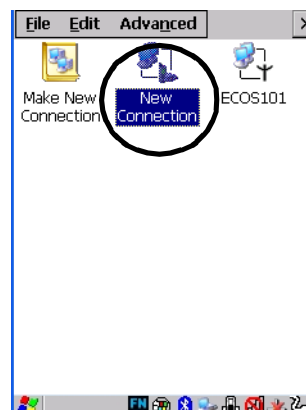 File Edit Advanced ×
Make New Connection
New Connection
ECOS101
FN